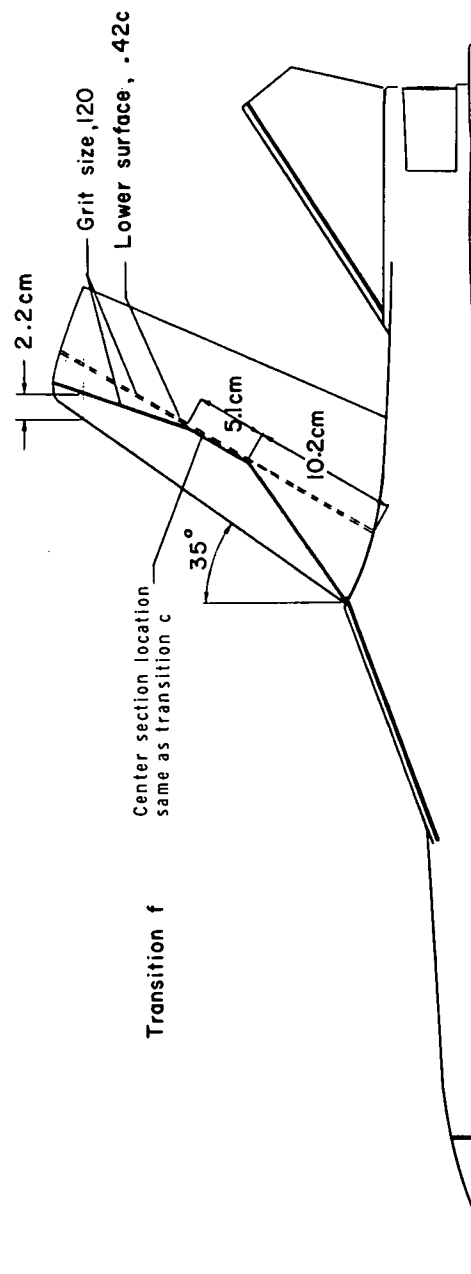 2.2cm
Grit size,120
Lower surface, .42c
5.1cm
10.2cm
35°
Center section location
same as transition c
Transition f